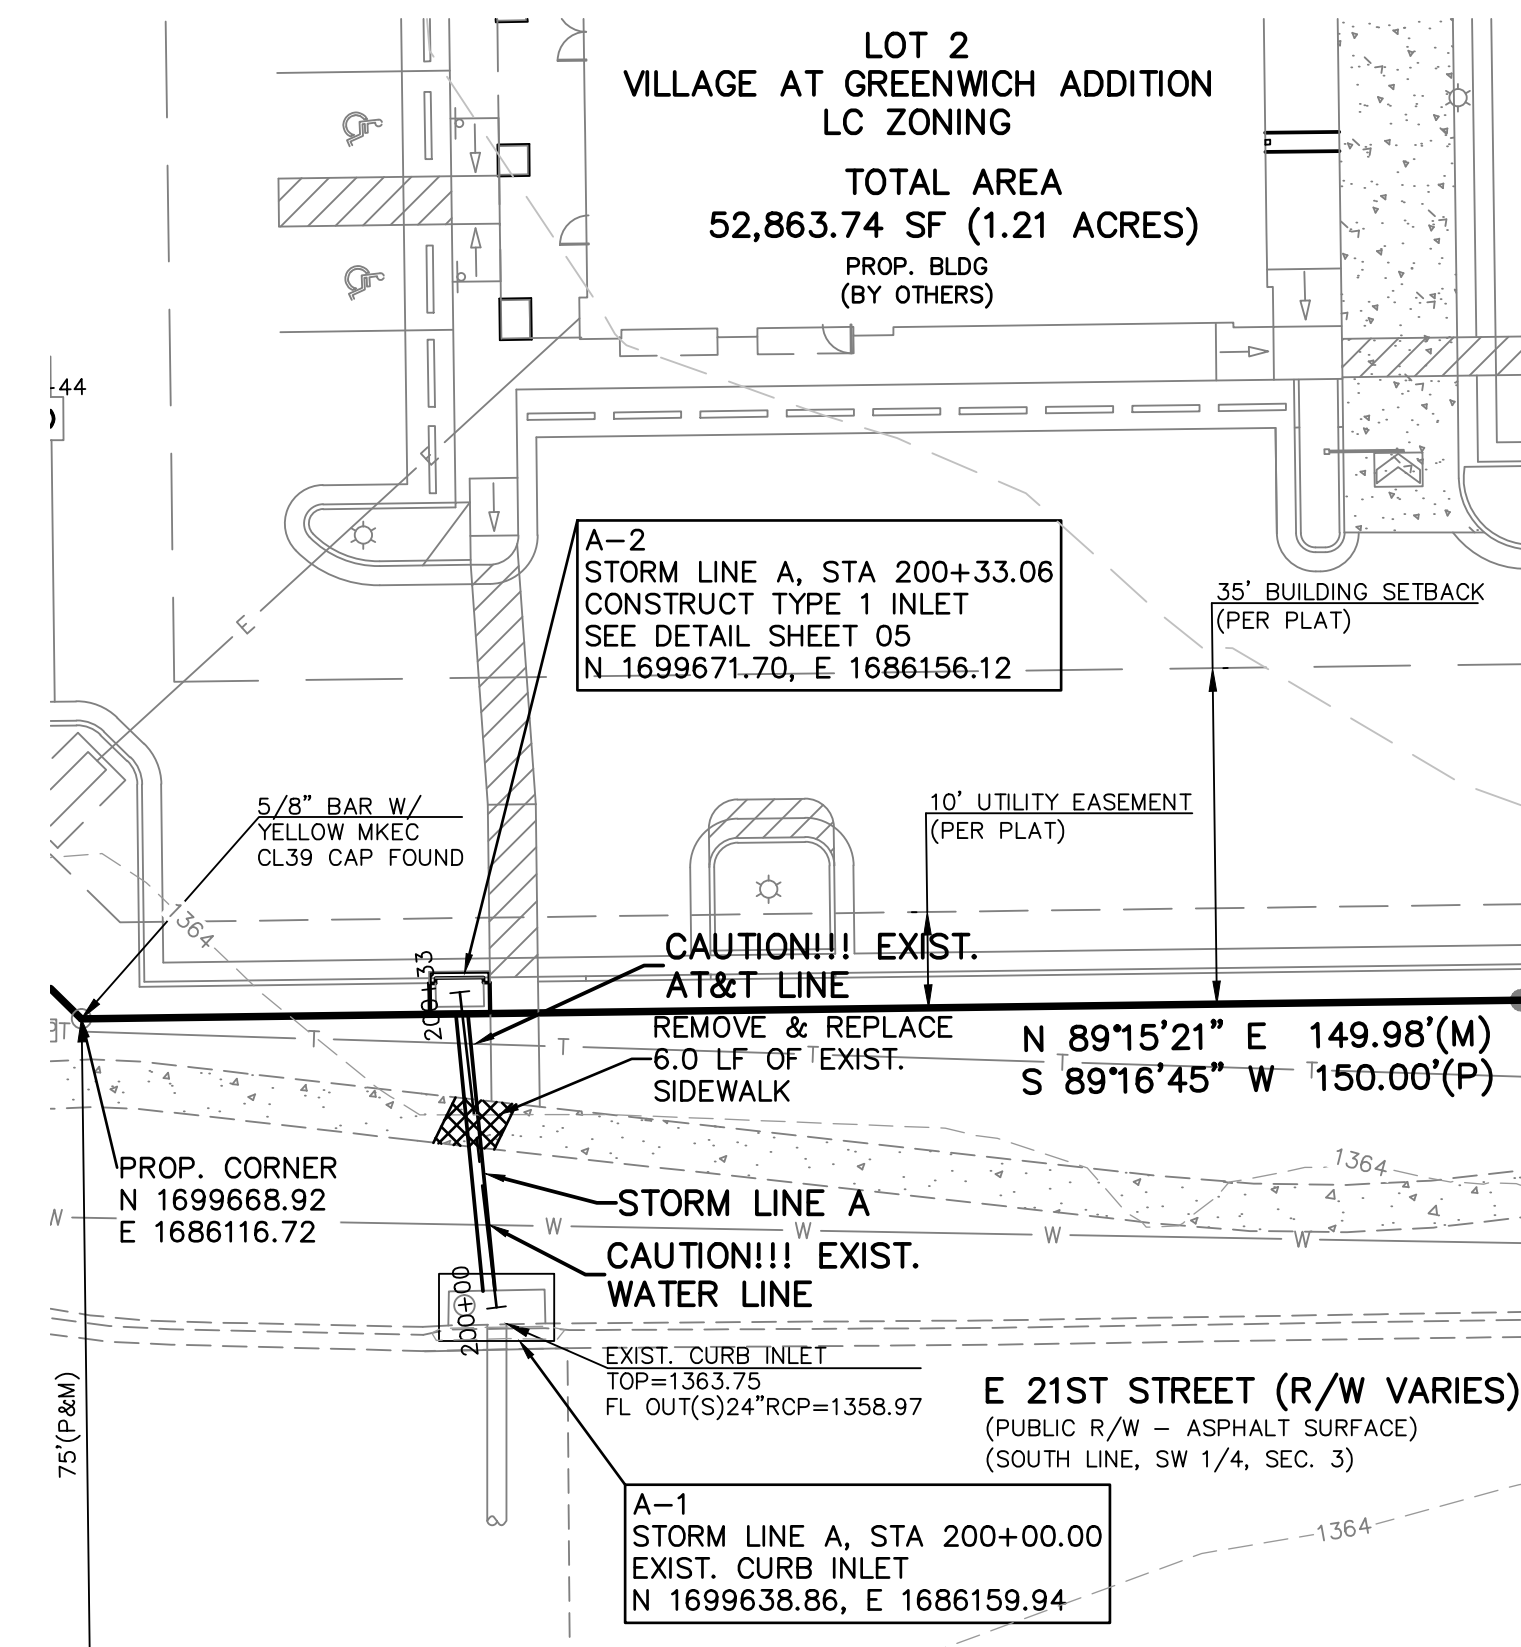 LOT 2
VILLAGE AT GREENWICH ADDITION
LC ZONING
TOTAL AREA
52,863.74 SF (1.21 ACRES)
PROP. BLDG
(BY OTHERS)
-44
E
E
A-2
STORM LINE A, STA 200+33.06
CONSTRUCT TYPE 1 INLET
SEE DETAIL SHEET 05
N 1699671.70, E 1686156.12
35' BUILDING SETBACK
(PER PLAT)
5/8" BAR W/
YELLOW MKEC
CL39 CAP FOUND
10' UTILITY EASEMENT
(PER PLAT)
1364
200+33
CAUTION!!! EXIST.
AT&T LINE
REMOVE & REPLACE
6.0 LF OF EXIST.
SIDEWALK
N 89°15'21" E 149.98'(M)
S 89°16'45" W 150.00'(P)
T T T T T T
PROP. CORNER
N 1699668.92
E 1686116.72
1364
STORM LINE A
W W W W W
CAUTION!!! EXIST.
WATER LINE
200+00
EXIST. CURB INLET
TOP=1363.75
FL OUT(S)24"RCP=1358.97
E 21ST STREET (R/W VARIES)
(PUBLIC R/W – ASPHALT SURFACE)
(SOUTH LINE, SW 1/4, SEC. 3)
75'(P&M)
A-1
STORM LINE A, STA 200+00.00
EXIST. CURB INLET
N 1699638.86, E 1686159.94
1364